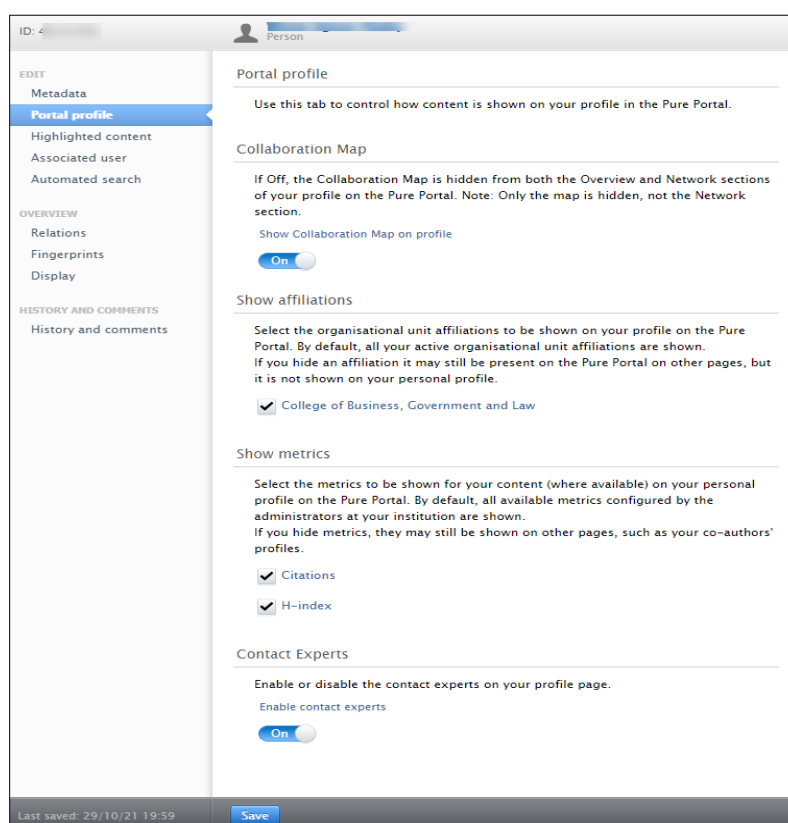 ID: 4
Person
EDIT
Metadata
Portal profile
Highlighted content
Associated user
Automated search
OVERVIEW
Relations
Fingerprints
Display
HISTORY AND COMMENTS
History and comments
Portal profile
Use this tab to control how content is shown on your profile in the Pure Portal.
Collaboration Map
If Off, the Collaboration Map is hidden from both the Overview and Network sections
of your profile on the Pure Portal. Note: Only the map is hidden, not the Network
section.
Show Collaboration Map on profile
On
Show affiliations
Select the organisational unit affiliations to be shown on your profile on the Pure
Portal. By default, all your active organisational unit affiliations are shown.
If you hide an affiliation it may still be present on the Pure Portal on other pages, but
it is not shown on your personal profile.
College of Business, Government and Law
Show metrics
Select the metrics to be shown for your content (where available) on your personal
profile on the Pure Portal. By default, all available metrics configured by the
administrators at your institution are shown.
If you hide metrics, they may still be shown on other pages, such as your co-authors'
profiles.
Citations
H-index
Contact Experts
Enable or disable the contact experts on your profile page.
Enable contact experts
On
Last saved: 29/10/21 19:59
Save